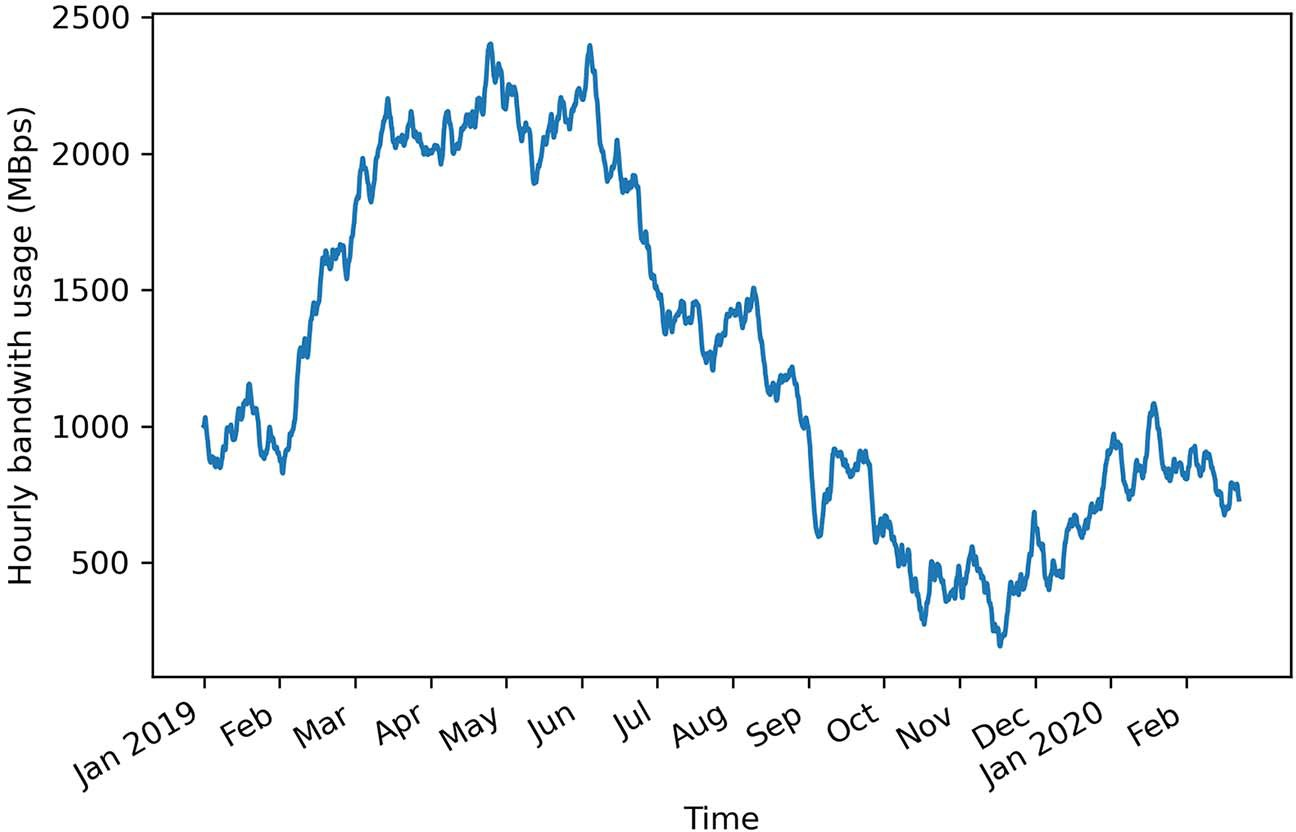 Hourly bandwith usage (MBps)
2500
2000
1500
1000
500
Jan 2019
Feb
Mar
Apr
May
Jun
Jul
Aug
Sep
Oct
Nov
Dec
Jan 2020
Feb
Time